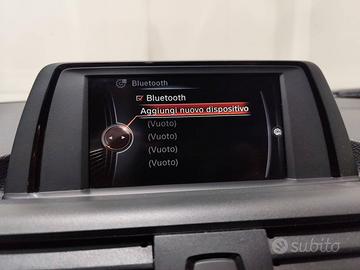 Bluetooth
Bluetooth
Aggiungi nuovo dispositivo
(Vuoto)
(Vuoto)
(Vuoto)
(Vuoto)
subito